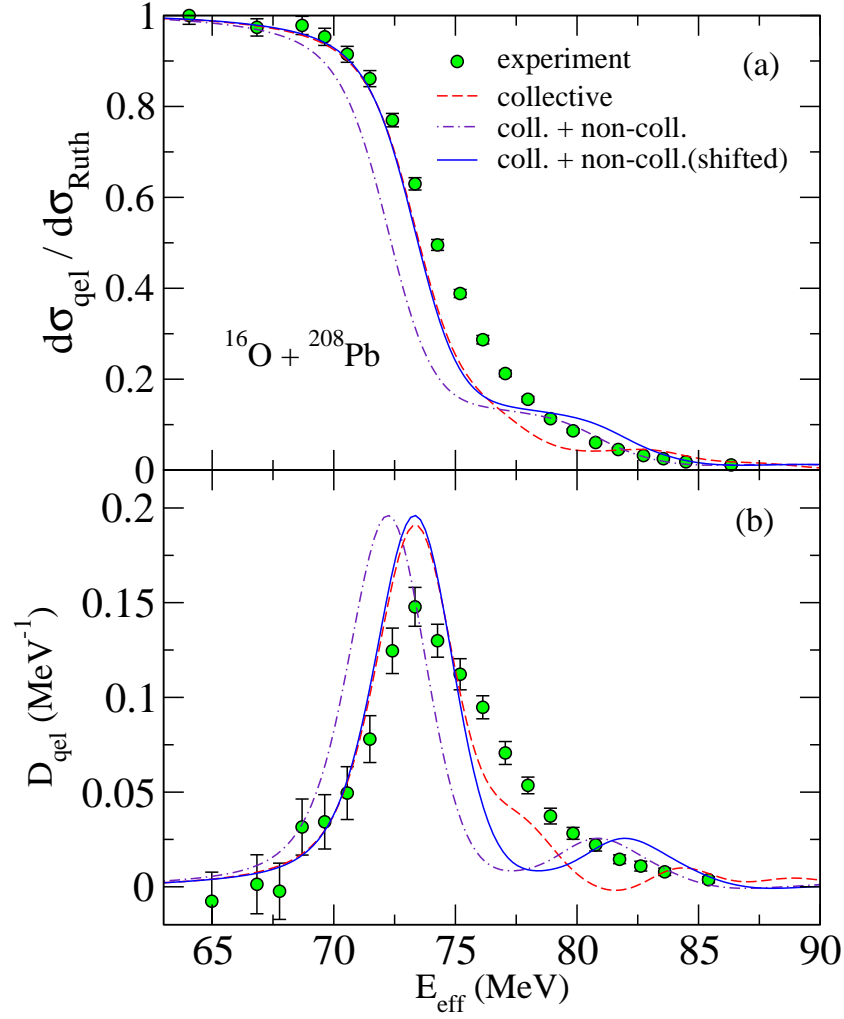 1
0.8
0.6
0.4
0.2
0
dσqel / dσRuth
experiment
collective
coll. + non-coll.
coll. + non-coll.(shifted)
(a)
¹⁶O + ²⁰⁸Pb
0.2
0.15
0.1
0.05
0
Dqel (MeV⁻¹)
(b)
65 70 75 80 85 90
Eeff (MeV)